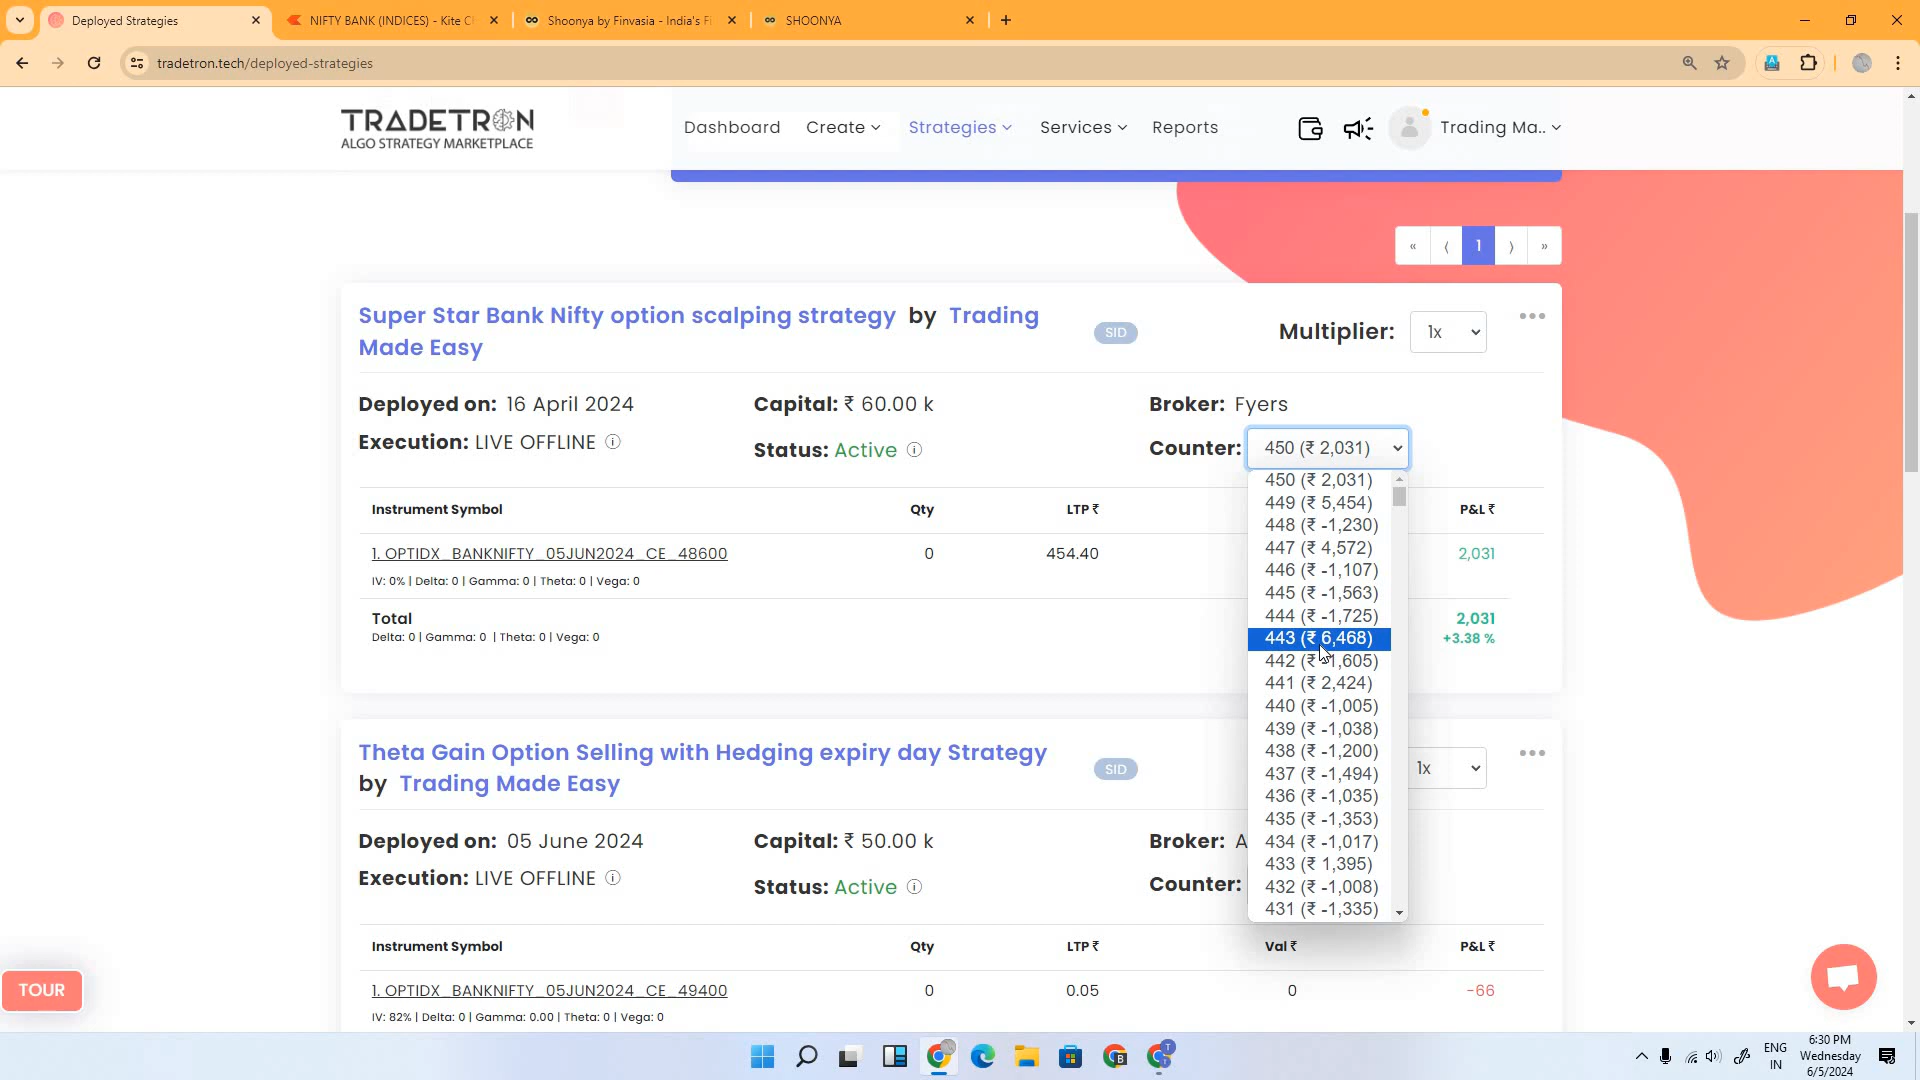 Deployed Strategies
NIFTY BANK (INDICES) - Kite C
Shoonya by Finvasia - India's F
SHOONYA
tradetron.tech/deployed-strategies
TRADETRON
ALGO STRATEGY MARKETPLACE
Dashboard
Create
Strategies
Services
Reports
Trading Ma..
« ⟨ 1 ⟩ »
Super Star Bank Nifty option scalping strategy by Trading
Made Easy
SID
Multiplier: 1x
Deployed on: 16 April 2024
Capital: ₹ 60.00 k
Broker: Fyers
Execution: LIVE OFFLINE
Status: Active
Counter: 450 (₹ 2,031)
450 (₹ 2,031)
449 (₹ 5,454)
448 (₹ -1,230)
447 (₹ 4,572)
446 (₹ -1,107)
445 (₹ -1,563)
444 (₹ -1,725)
443 (₹ 6,468)
442 (₹ -1,605)
441 (₹ 2,424)
440 (₹ -1,005)
439 (₹ -1,038)
438 (₹ -1,200)
437 (₹ -1,494)
436 (₹ -1,035)
435 (₹ -1,353)
434 (₹ -1,017)
433 (₹ 1,395)
432 (₹ -1,008)
431 (₹ -1,335)
Instrument Symbol Qty LTP ₹ P&L ₹
1. OPTIDX_BANKNIFTY_05JUN2024_CE_48600 0 454.40 2,031
IV: 0% | Delta: 0 | Gamma: 0 | Theta: 0 | Vega: 0
Total 2,031
Delta: 0 | Gamma: 0 | Theta: 0 | Vega: 0 +3.38 %
Theta Gain Option Selling with Hedging expiry day Strategy
by Trading Made Easy
SID
1x
Deployed on: 05 June 2024
Capital: ₹ 50.00 k
Broker: A
Execution: LIVE OFFLINE
Status: Active
Counter:
Instrument Symbol Qty LTP ₹ Val ₹ P&L ₹
1. OPTIDX_BANKNIFTY_05JUN2024_CE_49400 0 0.05 0 -66
IV: 82% | Delta: 0 | Gamma: 0.00 | Theta: 0 | Vega: 0
TOUR
ENG
IN
6:30 PM
Wednesday
6/5/2024